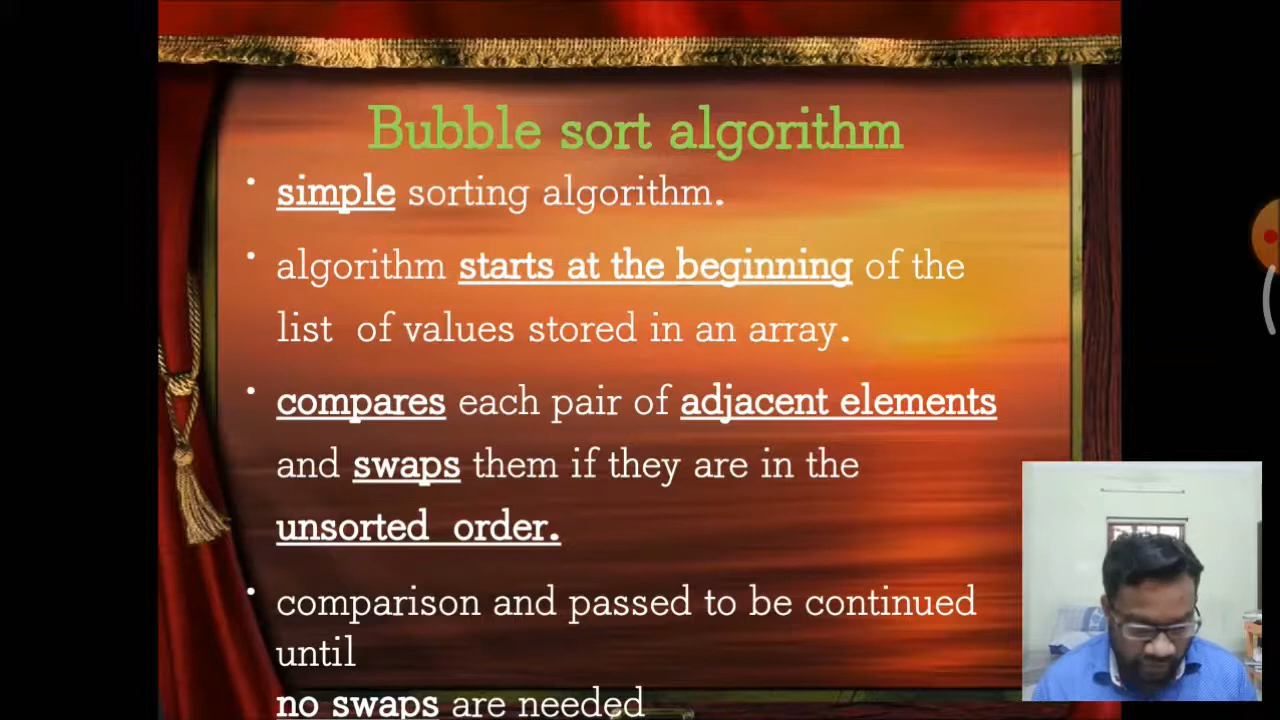 Bubble sort algorithm
• simple sorting algorithm.
• algorithm starts at the beginning of the
list of values stored in an array.
• compares each pair of adjacent elements
and swaps them if they are in the
unsorted order.
• comparison and passed to be continued
until
no swaps are needed